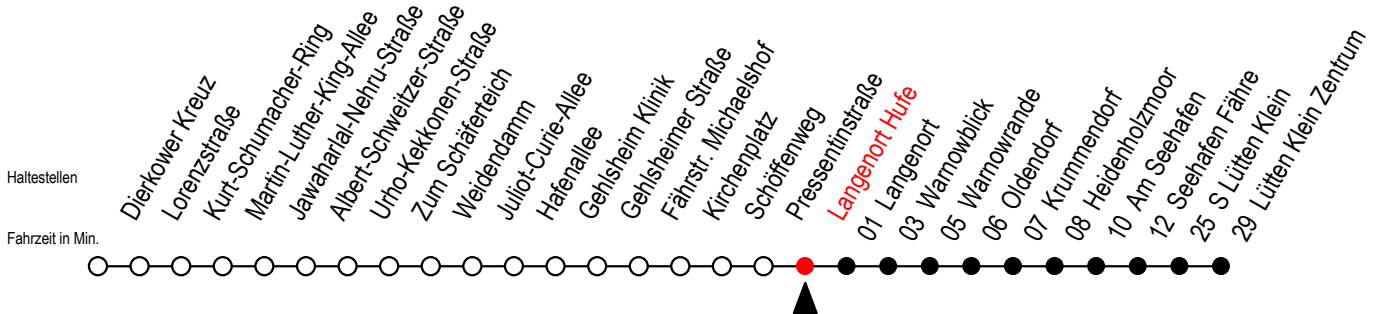 Haltestellen
Fahrzeit in Min.
Dierkower Kreuz
Lorenzstraße
Kurt-Schumacher-Ring
Martin-Luther-King-Allee
Jawaharlal-Nehru-Straße
Albert-Schweitzer-Straße
Urho-Kekkonen-Straße
Zum Schäferteich
Weidendamm
Juliot-Curie-Allee
Hafenallee
Gehlsheim Klinik
Gehlsheimer Straße
Fährstr. Michaelshof
Kirchenplatz
Schöffenweg
Pressentinstraße
Langenort Hufe
01 Langenort
03 Warnowblick
05 Warnowrande
06 Oldendorf
07 Krummendorf
08 Heidenholzmoor
10 Am Seehafen
12 Seehafen Fähre
25 S Lütten Klein
29 Lütten Klein Zentrum